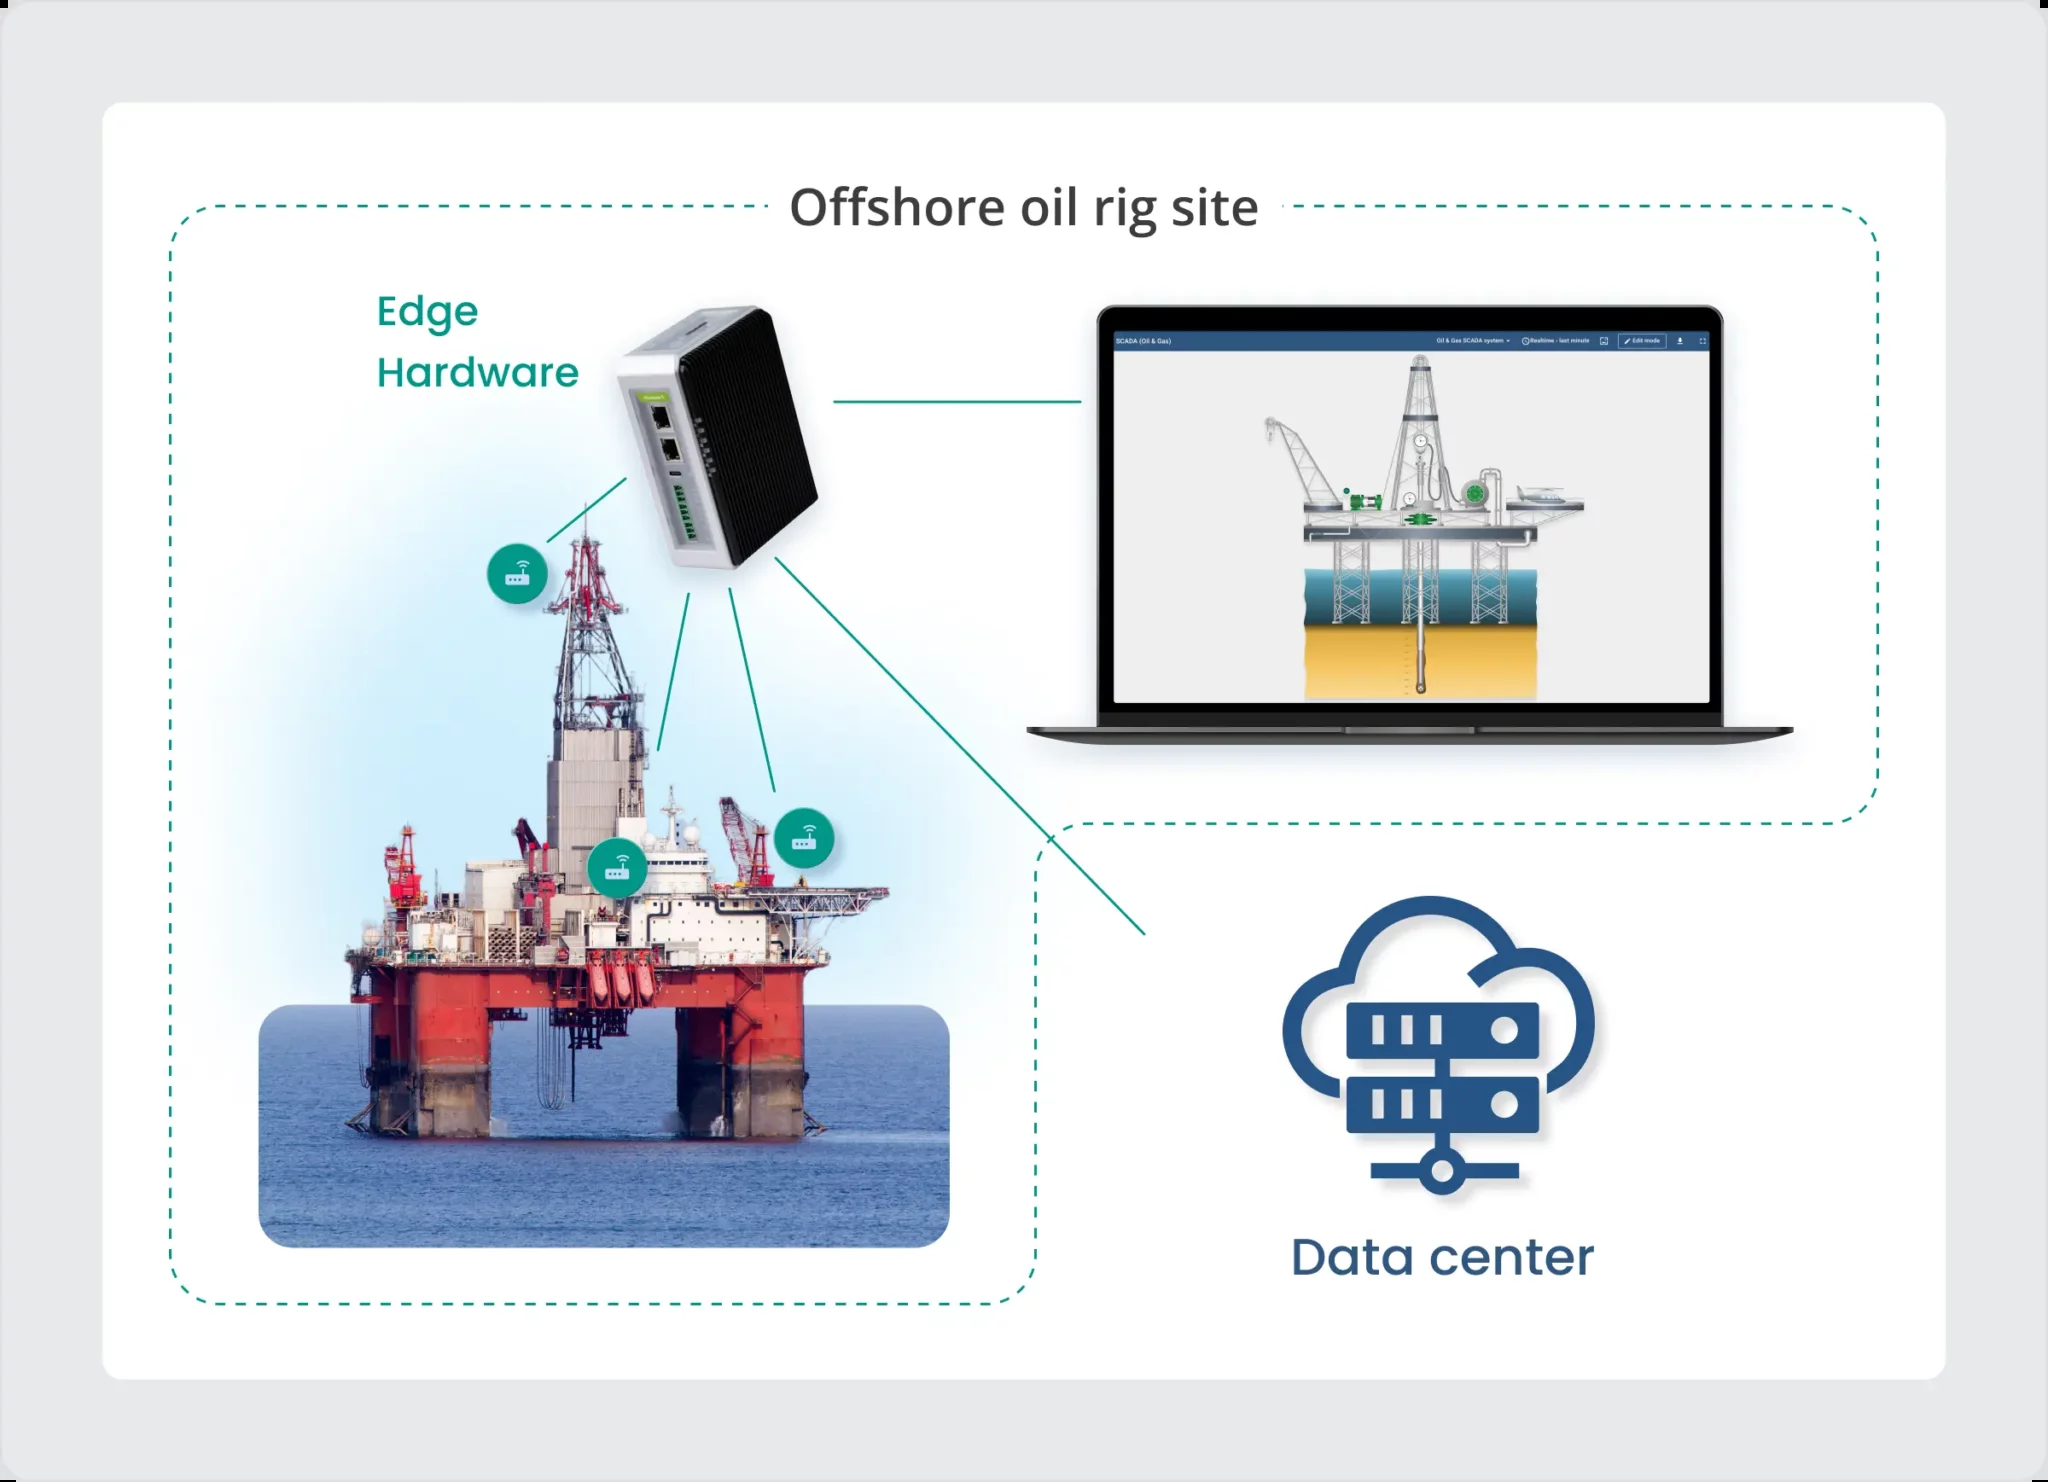 Offshore oil rig site
Edge
Hardware
SCADA (Oil & Gas)
Oil & Gas SCADA system
Realtime - last minute
Edit mode
Data center